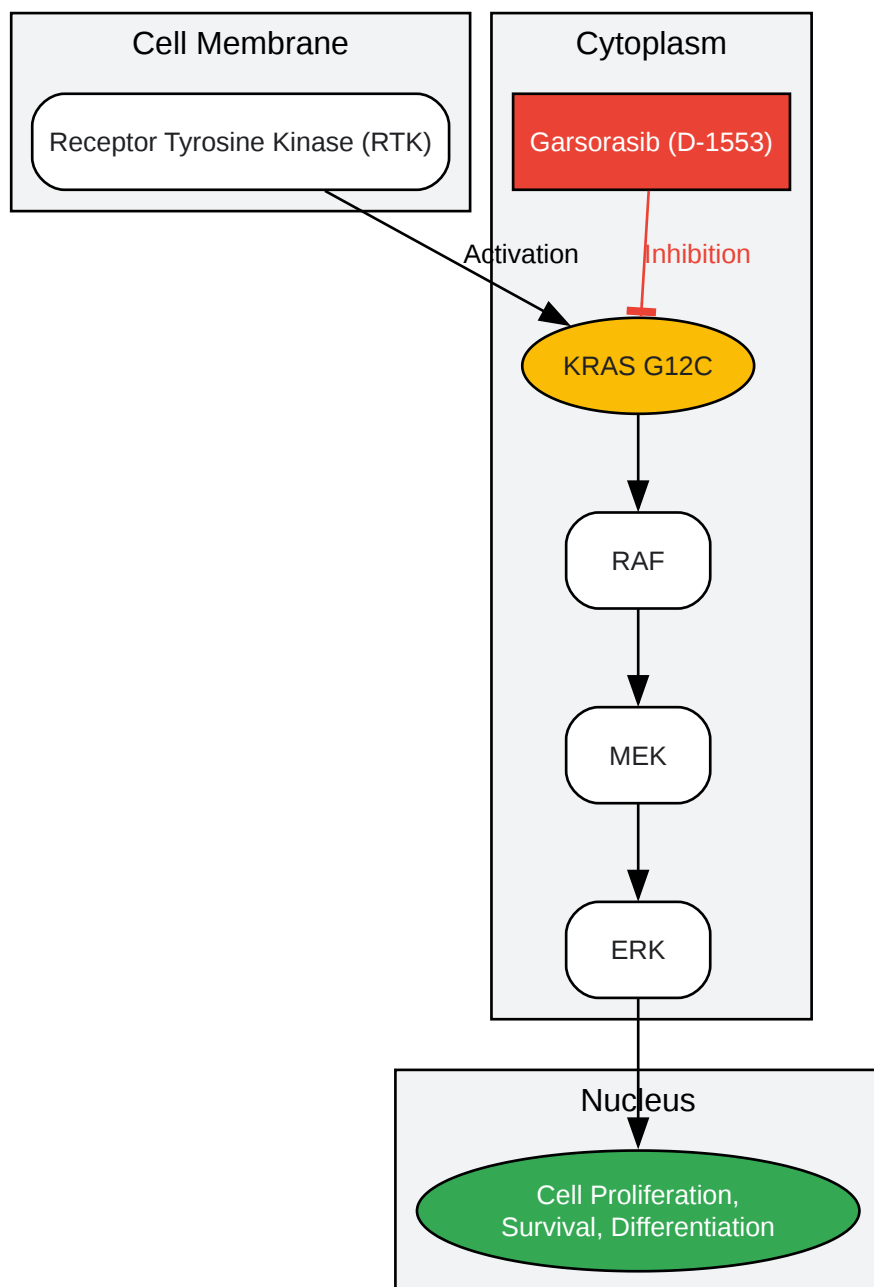 Cell Membrane
Cytoplasm
Receptor Tyrosine Kinase (RTK)
Garsorasib (D-1553)
Activation
Inhibition
KRAS G12C
RAF
MEK
ERK
Nucleus
Cell Proliferation,
Survival, Differentiation